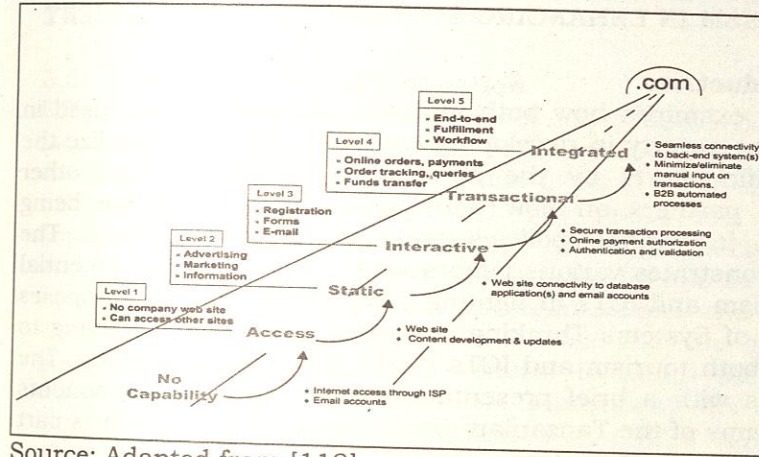 .com
Level 5
• End-to-end
• Fulfillment
• Workflow
Integrated
• Seamless connectivity
to back-end system(s)
• Minimize/eliminate
manual input on
transactions.
• B2B automated
processes
Level 4
• Online orders, payments
• Order tracking, queries
• Funds transfer
Transactional
• Secure transaction processing
• Online payment authorization
• Authentication and validation
Level 3
• Registration
• Forms
• E-mail
Interactive
• Web site connectivity to database
application(s) and email accounts
Level 2
• Advertising
• Marketing
• Information
Static
• Web site
• Content development & updates
Level 1
• No company web site
• Can access other sites
Access
• Internet access through ISP
• Email accounts
No
Capability
Source: Adapted from [118]